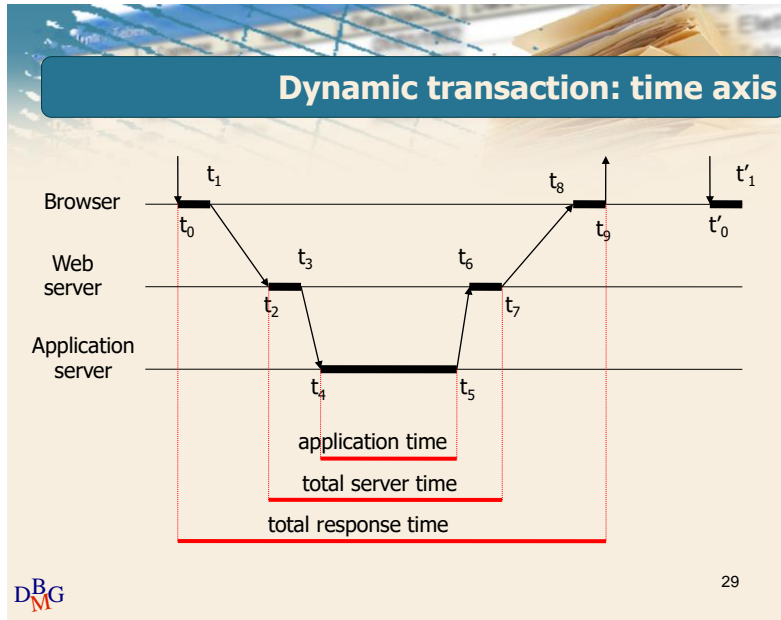 Dynamic transaction: time axis
t₁
t₈
t'₁
Browser
t₀
t₉
t'₀
Web
server
t₃
t₆
t₂
t₇
Application
server
t₄
t₅
application time
total server time
total response time
DBMG
29